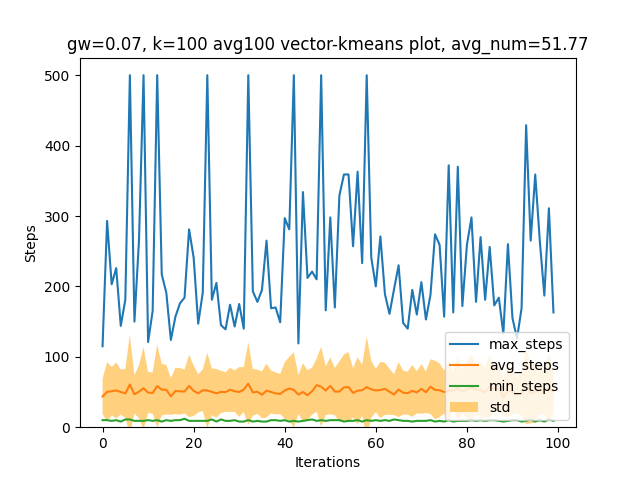 gw=0.07, k=100 avg100 vector-kmeans plot, avg_num=51.77
500
400
300
200
100
0
Steps
0
20
40
60
80
100
Iterations
max_steps
avg_steps
min_steps
std